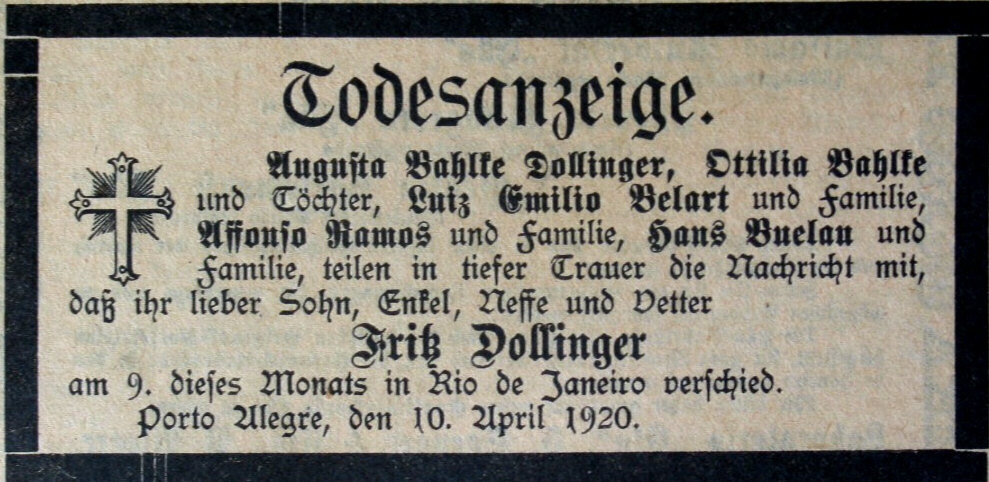 Todesanzeige.
Augusta Bahlke Dollinger, Ottilia Bahlke
und Töchter, Luiz Emilio Belart und Familie,
Affonso Ramos und Familie, Hans Buelau und
Familie, teilen in tiefer Trauer die Nachricht mit,
daß ihr lieber Sohn, Enkel, Neffe und Vetter
Fritz Dollinger
am 9. dieses Monats in Rio de Janeiro verschied.
Porto Alegre, den 10. April 1920.